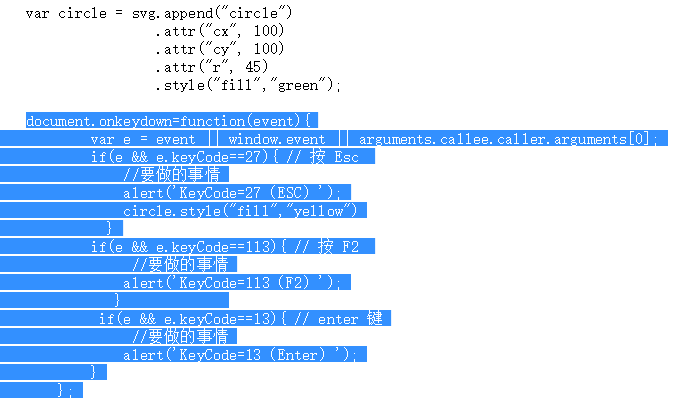 var circle = svg.append("circle")
.attr("cx", 100)
.attr("cy", 100)
.attr("r", 45)
.style("fill","green");
document.onkeydown=function(event){
var e = event || window.event || arguments.callee.caller.arguments[0];
if(e && e.keyCode==27){ // 按 Esc
//要做的事情
alert('KeyCode=27 (ESC) ');
circle.style("fill","yellow")
}
if(e && e.keyCode==113){ // 按 F2
//要做的事情
alert('KeyCode=113 (F2) ');
}
if(e && e.keyCode==13){ // enter 键
//要做的事情
alert('KeyCode=13 (Enter) ');
}
};